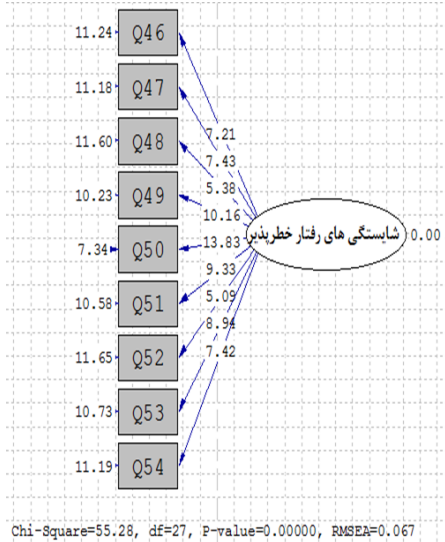 11.24 Q46
11.18 Q47
11.60 Q48
10.23 Q49
7.34 Q50
10.58 Q51
11.65 Q52
10.73 Q53
11.19 Q54
7.21
7.43
5.38
10.16
13.83
9.33
5.09
8.94
7.42
شایستگی های رفتار خطرپذیر
0.00
Chi-Square=55.28, df=27, P-value=0.00000, RMSEA=0.067